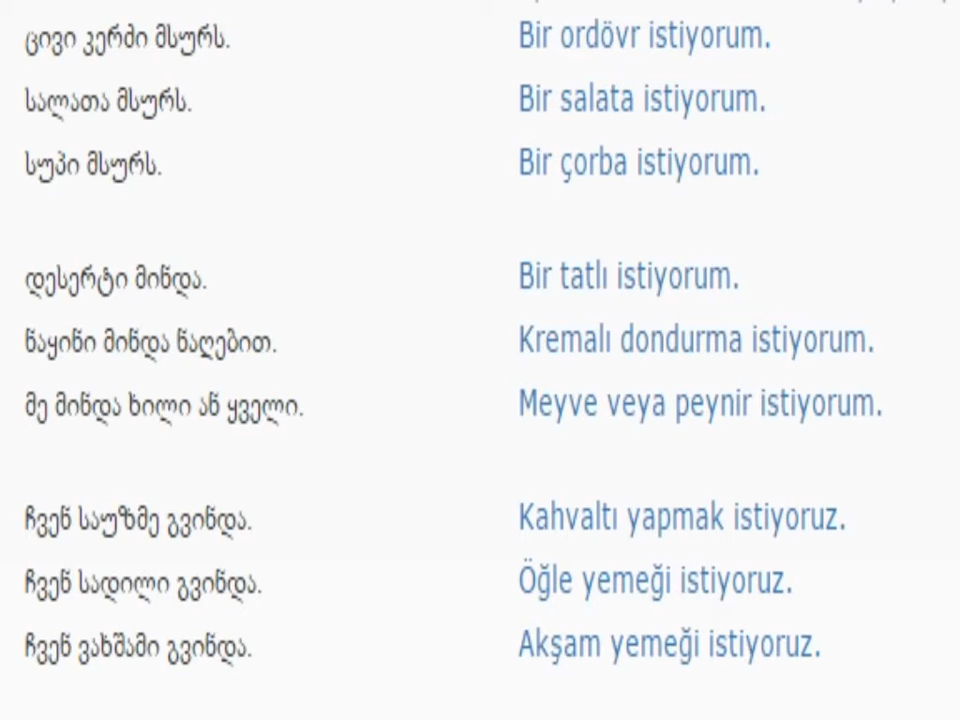 ცივი კერძი მსურს. Bir ordövr istiyorum.
სალათა მსურს. Bir salata istiyorum.
სუპი მსურს. Bir çorba istiyorum.
დესერტი მინდა. Bir tatlı istiyorum.
ნაყინი მინდა ნაღებით. Kremalı dondurma istiyorum.
მე მინდა ხილი ან ყველი. Meyve veya peynir istiyorum.
ჩვენ საუზმე გვინდა. Kahvaltı yapmak istiyoruz.
ჩვენ სადილი გვინდა. Öğle yemeği istiyoruz.
ჩვენ ვახშამი გვინდა. Akşam yemeği istiyoruz.